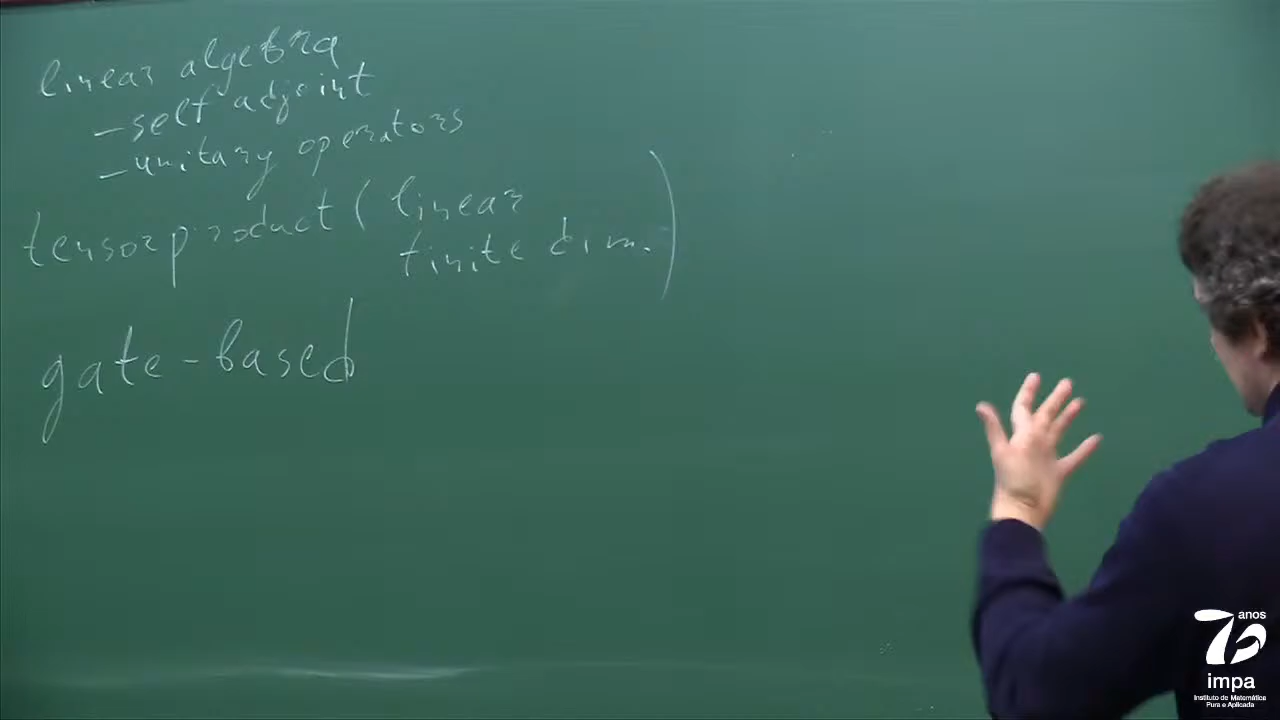 linear algebra
- self adjoint
- unitary operators
tensor product ( linear
finite dim. )
gate-based
70 anos
impa
Instituto de Matemática
Pura e Aplicada